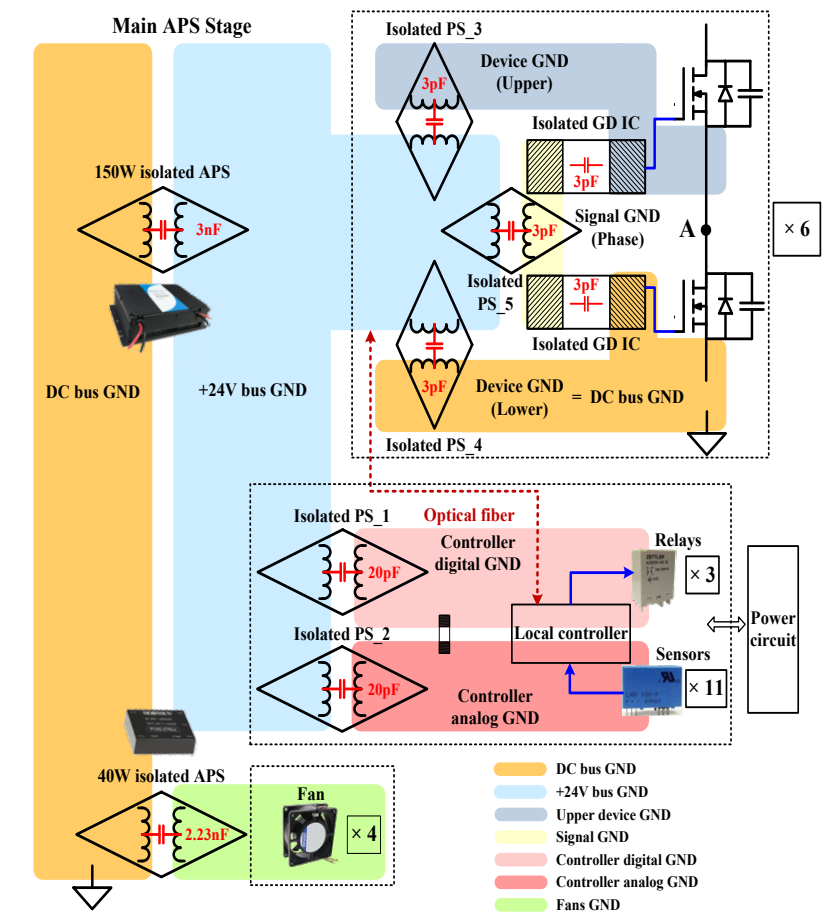 Main APS Stage
Isolated PS_3
3pF
Device GND
(Upper)
Isolated GD IC
3pF
150W isolated APS
3nF
3pF
Signal GND
(Phase)
A
× 6
Isolated
PS_5
3pF
Isolated GD IC
DC bus GND
+24V bus GND
3pF
Device GND
(Lower)
= DC bus GND
Isolated PS_4
Isolated PS_1
Optical fiber
20pF
Controller
digital GND
Relays
× 3
Isolated PS_2
Local controller
Power
circuit
Sensors
20pF
Controller
analog GND
× 11
40W isolated APS
2.23nF
Fan
× 4
DC bus GND
+24V bus GND
Upper device GND
Signal GND
Controller digital GND
Controller analog GND
Fans GND